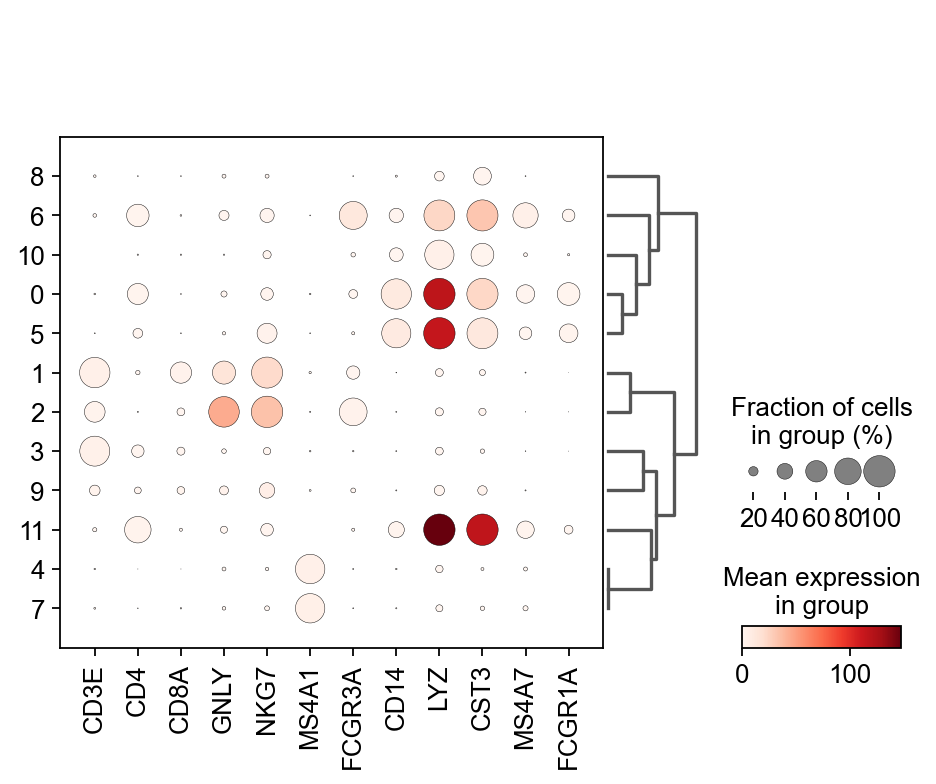 8
6
10
0
5
1
2
3
9
11
4
7
CD3E
CD4
CD8A
GNLY
NKG7
MS4A1
FCGR3A
CD14
LYZ
CST3
MS4A7
FCGR1A
Fraction of cells
in group (%)
20 40 60 80 100
Mean expression
in group
0 100